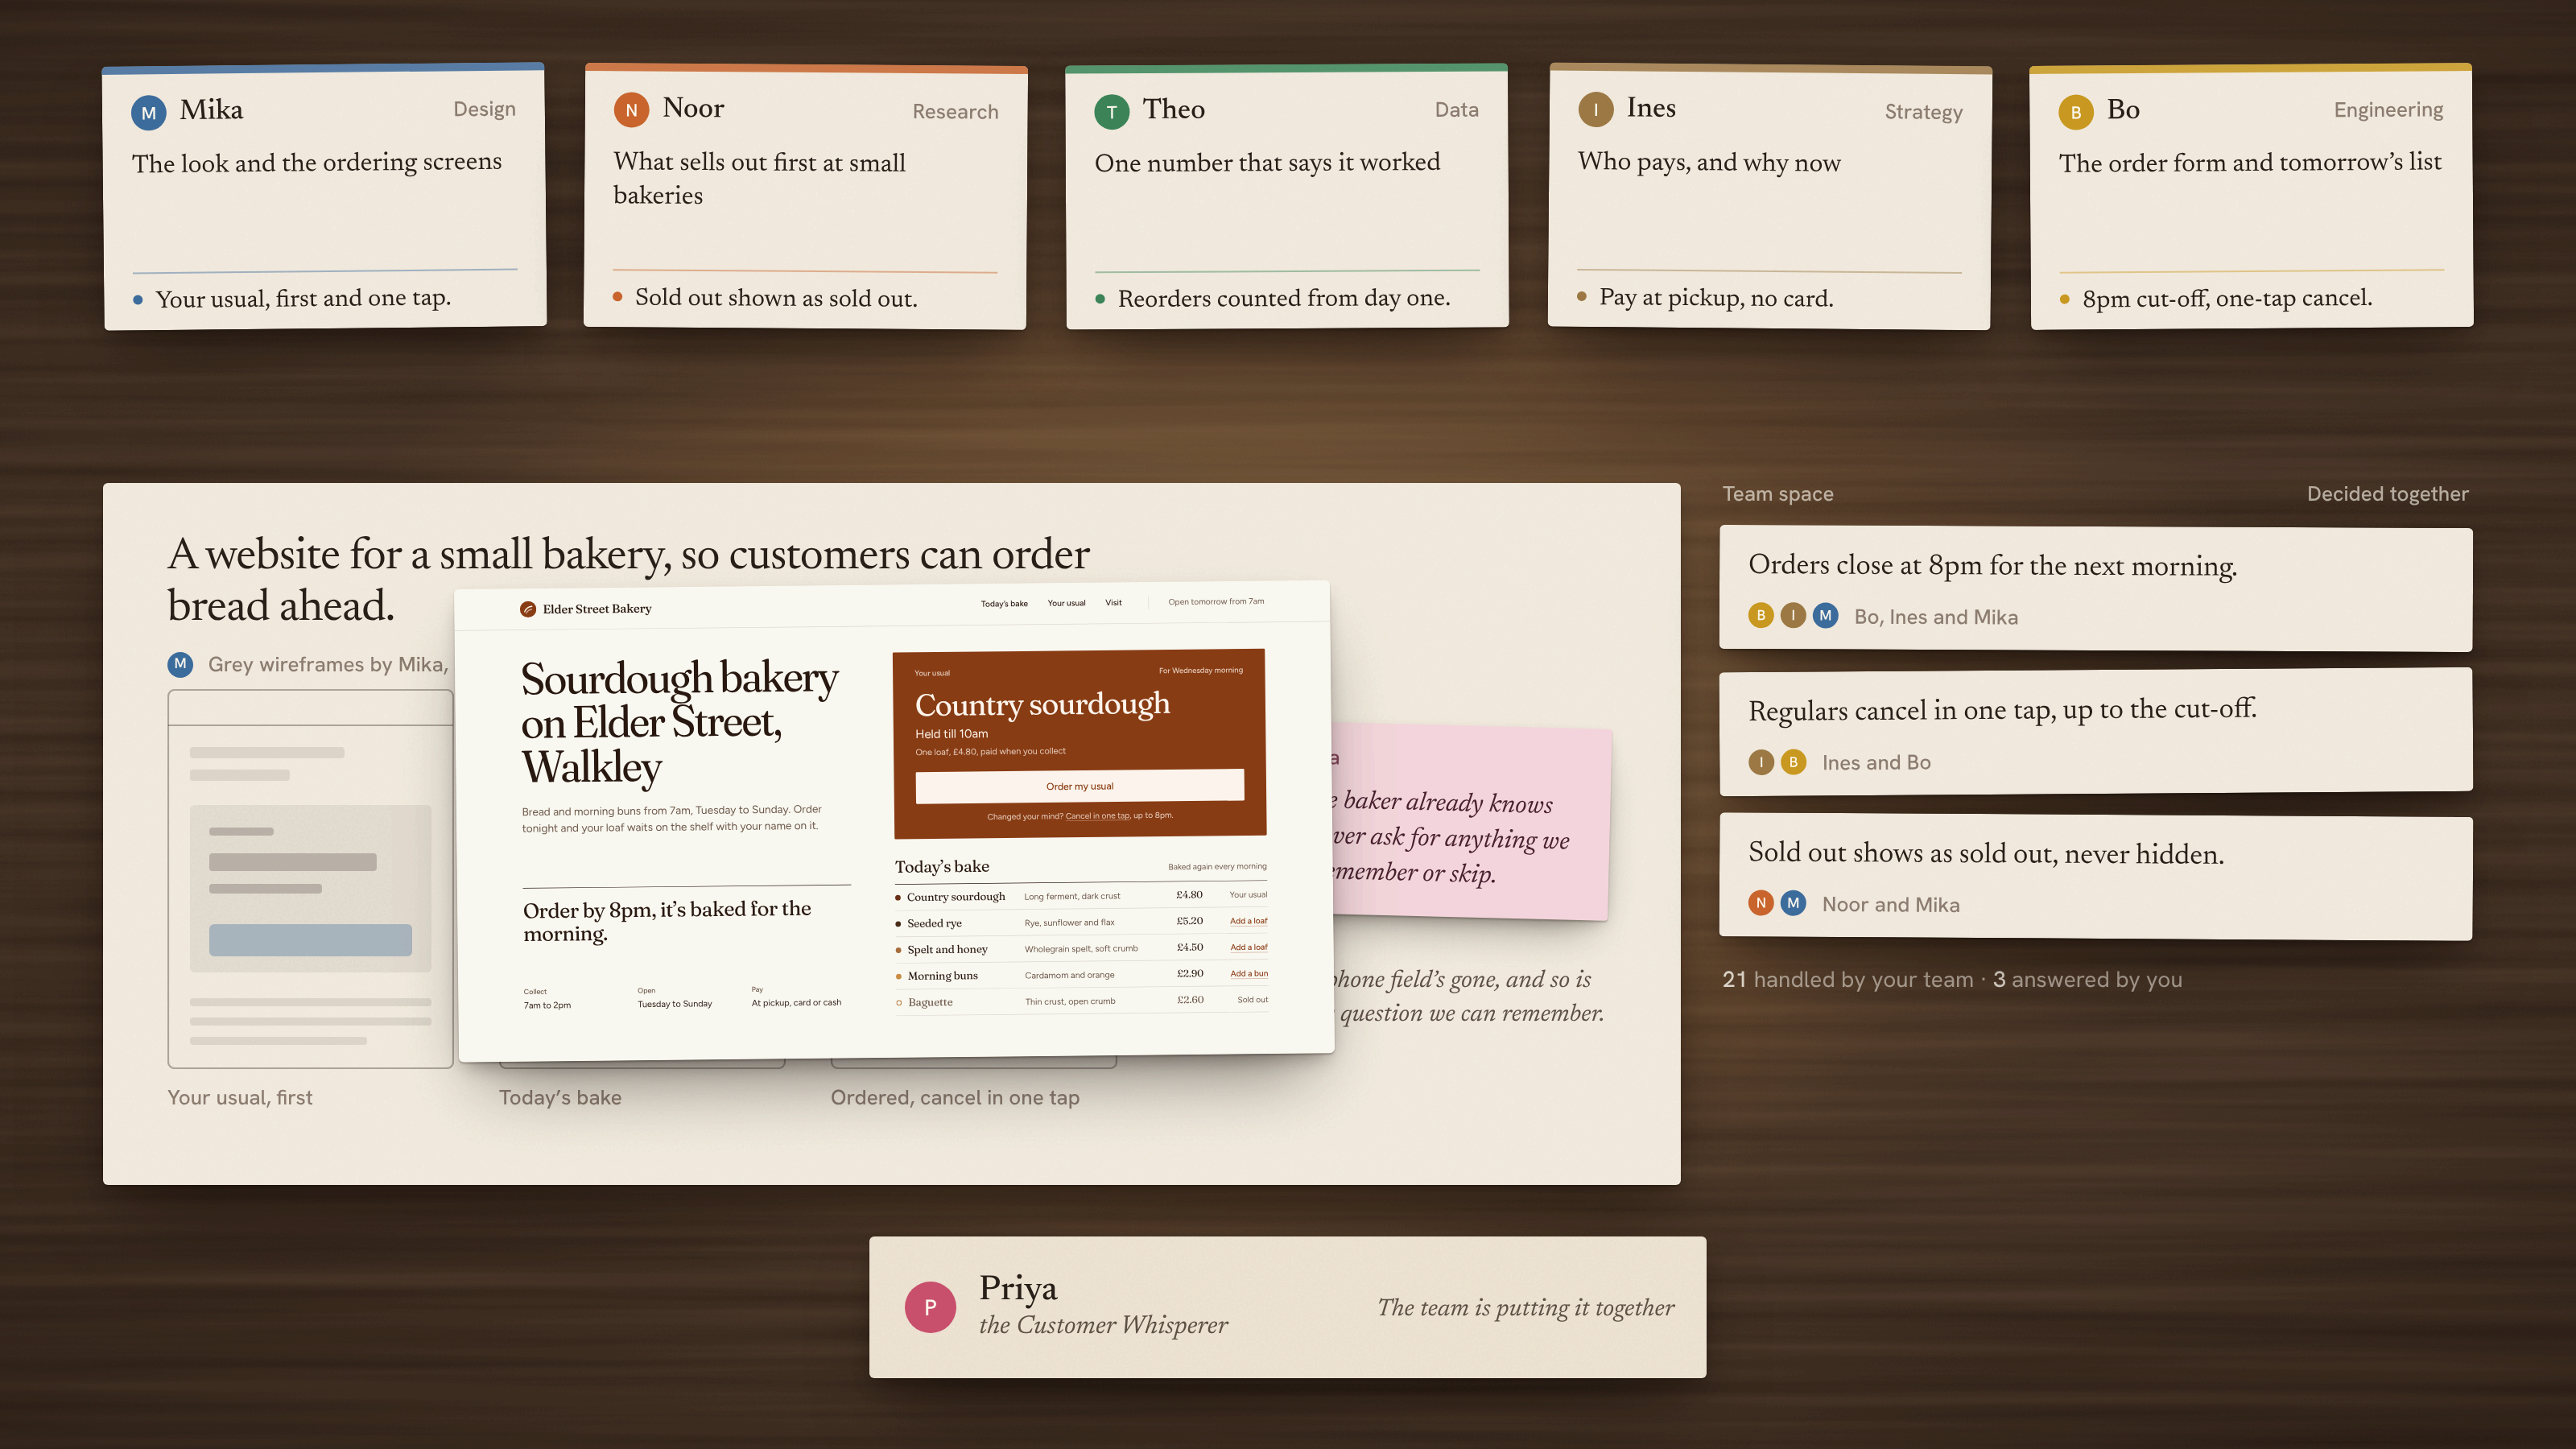 M Mika Design
The look and the ordering screens
Your usual, first and one tap.
N Noor Research
What sells out first at small
bakeries
Sold out shown as sold out.
T Theo Data
One number that says it worked
Reorders counted from day one.
I Ines Strategy
Who pays, and why now
Pay at pickup, no card.
B Bo Engineering
The order form and tomorrow’s list
8pm cut-off, one-tap cancel.
A website for a small bakery, so customers can order
bread ahead.
M Grey wireframes by Mika,
Your usual, first
Today’s bake
Ordered, cancel in one tap
Elder Street Bakery
Today’s bake Your usual Visit Open tomorrow from 7am
Sourdough bakery
on Elder Street,
Walkley
Bread and morning buns from 7am, Tuesday to Sunday. Order
tonight and your loaf waits on the shelf with your name on it.
Order by 8pm, it’s baked for the
morning.
Collect Open Pay
7am to 2pm Tuesday to Sunday At pickup, card or cash
Your usual For Wednesday morning
Country sourdough
Held till 10am
One loaf, £4.80, paid when you collect
Order my usual
Changed your mind? Cancel in one tap, up to 8pm.
Today’s bake Baked again every morning
Country sourdough Long ferment, dark crust £4.80 Your usual
Seeded rye Rye, sunflower and flax £5.20 Add a loaf
Spelt and honey Wholegrain spelt, soft crumb £4.50 Add a loaf
Morning buns Cardamom and orange £2.90 Add a bun
Baguette Thin crust, open crumb £2.60 Sold out
baker already knows
ask for anything we
or skip.
field’s gone, and so is
question we can remember.
Team space Decided together
Orders close at 8pm for the next morning.
B I M Bo, Ines and Mika
Regulars cancel in one tap, up to the cut-off.
I B Ines and Bo
Sold out shows as sold out, never hidden.
N M Noor and Mika
21 handled by your team · 3 answered by you
P Priya
the Customer Whisperer
The team is putting it together